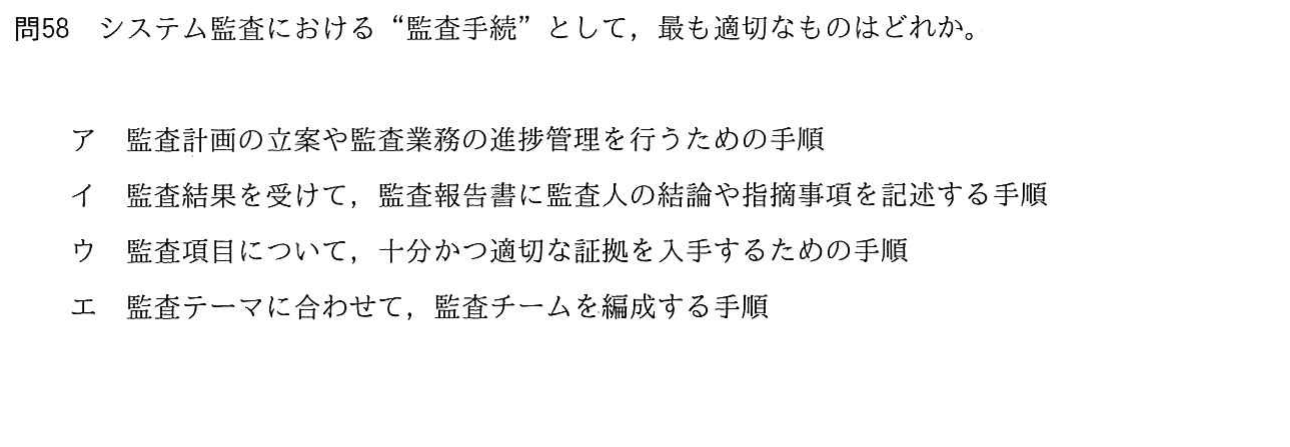 問58　システム監査における“監査手続”として，最も適切なものはどれか。
ア　監査計画の立案や監査業務の進捗管理を行うための手順
イ　監査結果を受けて，監査報告書に監査人の結論や指摘事項を記述する手順
ウ　監査項目について，十分かつ適切な証拠を入手するための手順
エ　監査テーマに合わせて，監査チームを編成する手順